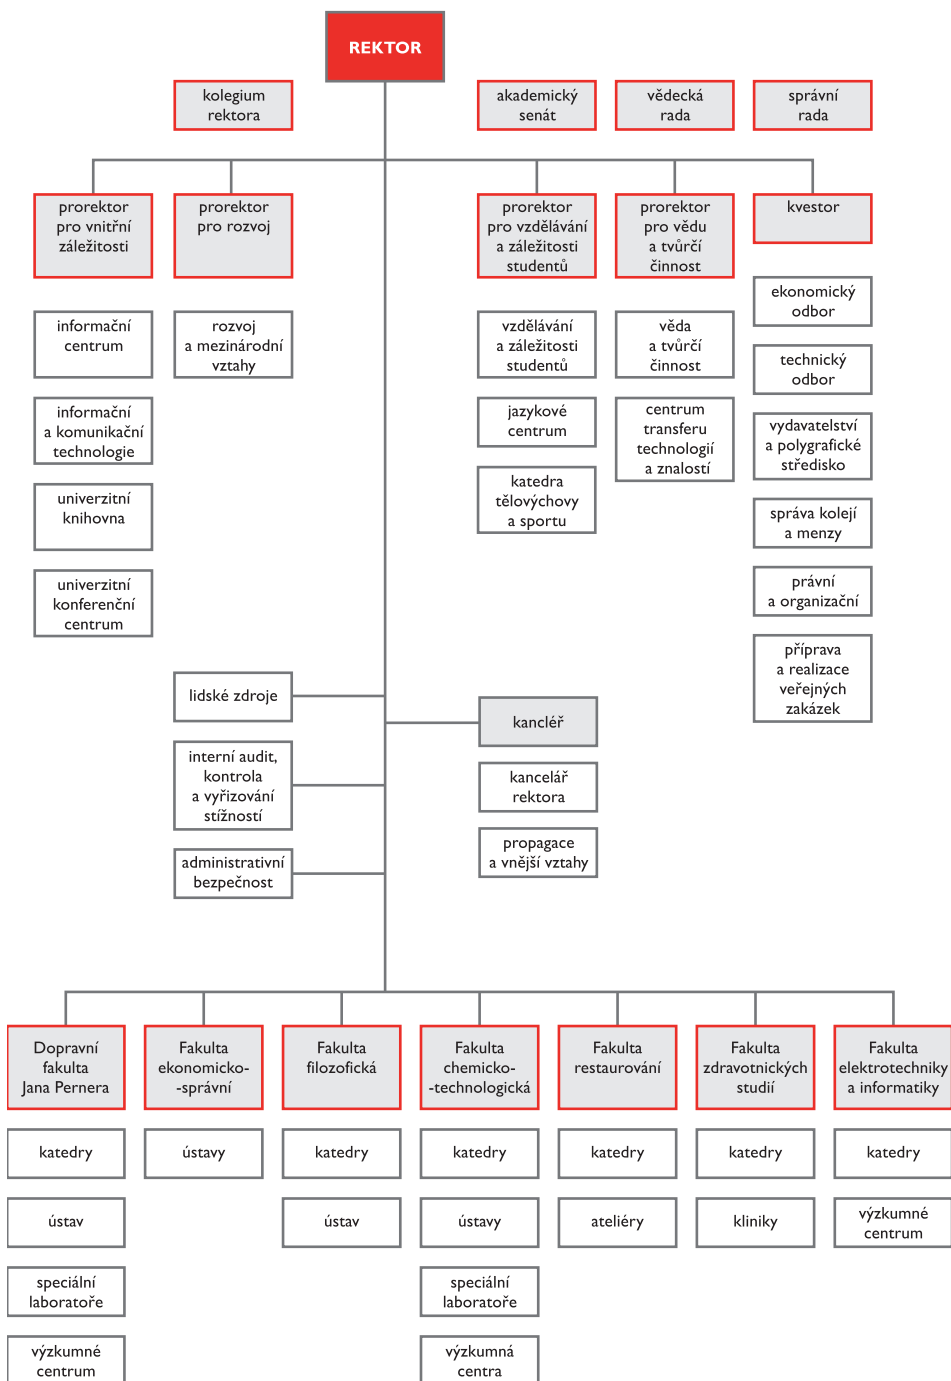 REKTOR
kolegium
rektora
akademický
senát
vědecká
rada
správní
rada
prorektor
pro vnitřní
záležitosti
prorektor
pro rozvoj
prorektor
pro vzdělávání
a záležitosti
studentů
prorektor
pro vědu
a tvůrčí
činnost
kvestor
informační
centrum
informační
a komunikační
technologie
univerzitní
knihovna
univerzitní
konferenční
centrum
rozvoj
a mezinárodní
vztahy
vzdělávání
a záležitosti
studentů
jazykové
centrum
katedra
tělovýchovy
a sportu
věda
a tvůrčí
činnost
centrum
transferu
technologií
a znalostí
ekonomický
odbor
technický
odbor
vydavatelství
a polygrafické
středisko
správa kolejí
a menzy
právní
a organizační
příprava
a realizace
veřejných
zakázek
lidské zdroje
interní audit,
kontrola
a vyřizování
stížností
administrativní
bezpečnost
kancléř
kancelář
rektora
propagace
a vnější vztahy
Dopravní
fakulta
Jana Pernera
katedry
ústav
speciální
laboratoře
výzkumné
centrum
Fakulta
ekonomicko-
-správní
ústavy
Fakulta
filozofická
katedry
ústav
Fakulta
chemicko-
-technologická
katedry
ústavy
speciální
laboratoře
výzkumná
centra
Fakulta
restaurování
katedry
ateliéry
Fakulta
zdravotnických
studií
katedry
kliniky
Fakulta
elektrotechniky
a informatiky
katedry
výzkumné
centrum